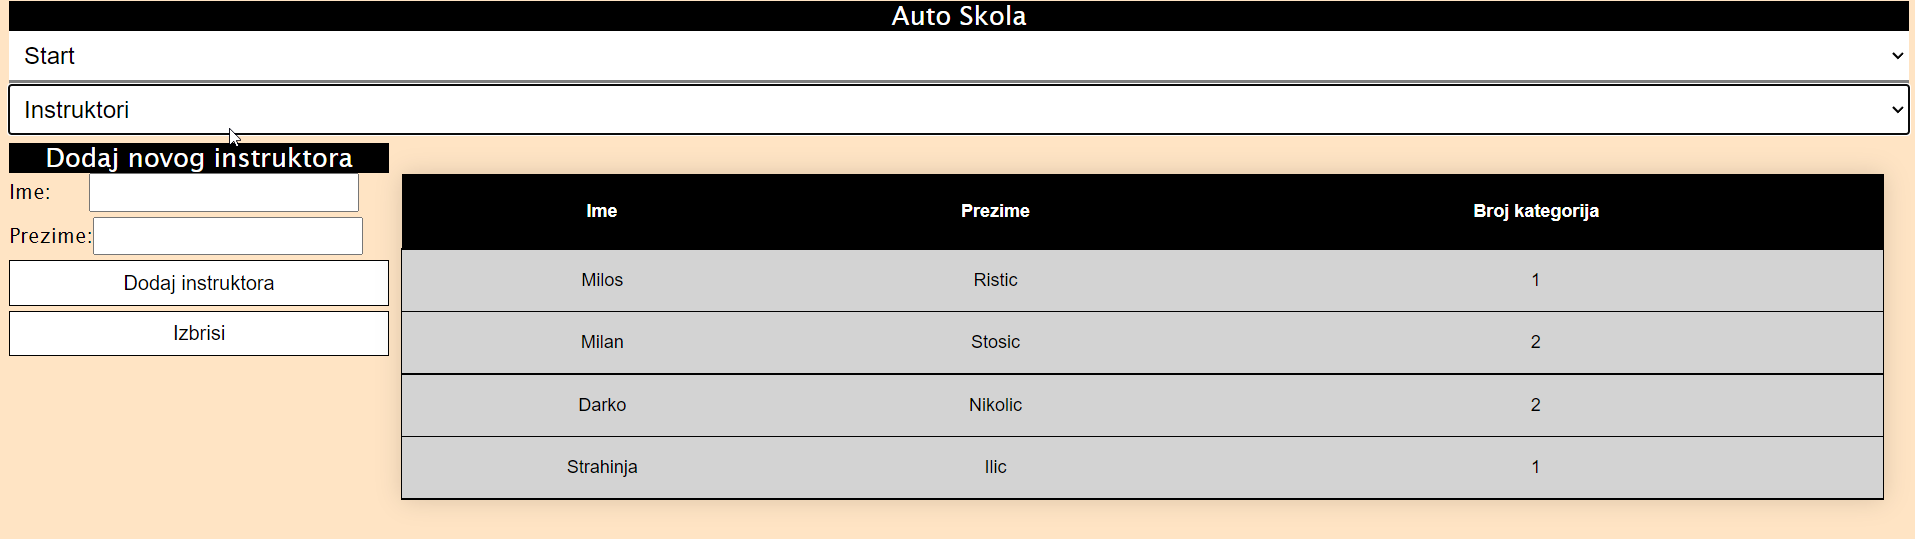 Auto Skola
Start
Instruktori
Dodaj novog instruktora
Ime:
Prezime:
Dodaj instruktora
Izbrisi
Ime Prezime Broj kategorija
Milos Ristic 1
Milan Stosic 2
Darko Nikolic 2
Strahinja Ilic 1